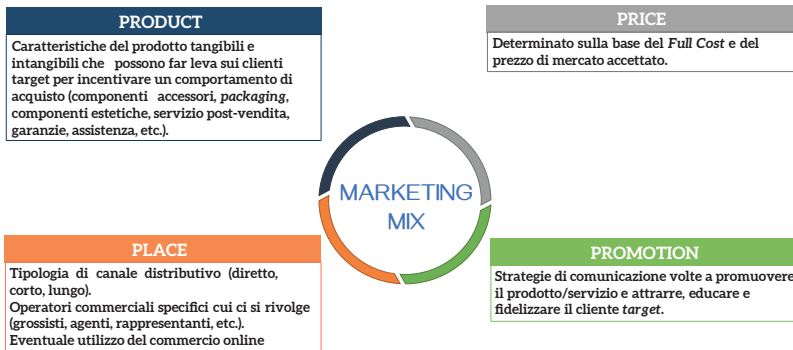 PRODUCT
Caratteristiche del prodotto tangibili e
intangibili che possono far leva sui clienti
target per incentivare un comportamento di
acquisto (componenti accessori, packaging,
componenti estetiche, servizio post-vendita,
garanzie, assistenza, etc.).
PRICE
Determinato sulla base del Full Cost e del
prezzo di mercato accettato.
MARKETING
MIX
PLACE
Tipologia di canale distributivo (diretto,
corto, lungo).
Operatori commerciali specifici cui ci si rivolge
(grossisti, agenti, rappresentanti, etc.).
Eventuale utilizzo del commercio online
PROMOTION
Strategie di comunicazione volte a promuovere
il prodotto/servizio e attrarre, educare e
fidelizzare il cliente target.